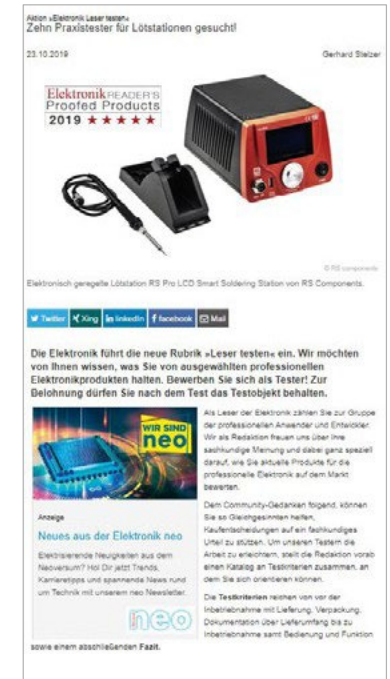 Aktion »Elektronik Leser testen«
Zehn Praxistester für Lötstationen gesucht!
23.10.2019 Gerhard Stelzer
Elektronik READER'S
Proofed Products
2019 ★★★★★
© RS components
Elektronisch geregelte Lötstation RS Pro LCD Smart Soldering Station von RS Components.
Twitter Xing linkedin facebook Mail
Die Elektronik führt die neue Rubrik »Leser testen« ein. Wir möchten
von Ihnen wissen, was Sie von ausgewählten professionellen
Elektronikprodukten halten. Bewerben Sie sich als Tester! Zur
Belohnung dürfen Sie nach dem Test das Testobjekt behalten.
WIR SIND
neo
Anzeige
Neues aus der Elektronik neo
Elektrisierende Neuigkeiten aus dem
Neoversum? Hol Dir jetzt Trends,
Karrieretipps und spannende News rund
um Technik mit unserem neo Newsletter.
neo
Als Leser der Elektronik zählen Sie zur Gruppe
der professionellen Anwender und Entwickler.
Wir als Redaktion freuen uns über Ihre
sachkundige Meinung und dabei ganz speziell
darauf, wie Sie aktuelle Produkte für die
professionelle Elektronik auf dem Markt
bewerten.
Dem Community-Gedanken folgend, können
Sie so Gleichgesinnten helfen,
Kaufentscheidungen auf ein fachkundiges
Urteil zu stützen. Um unseren Testern die
Arbeit zu erleichtern, stellt die Redaktion vorab
einen Katalog an Testkriterien zusammen, an
dem Sie sich orientieren können.
Die Testkriterien reichen von vor der
Inbetriebnahme mit Lieferung, Verpackung,
Dokumentation über Lieferumfang bis zu
Inbetriebnahme samt Bedienung und Funktion
sowie einem abschließenden Fazit.